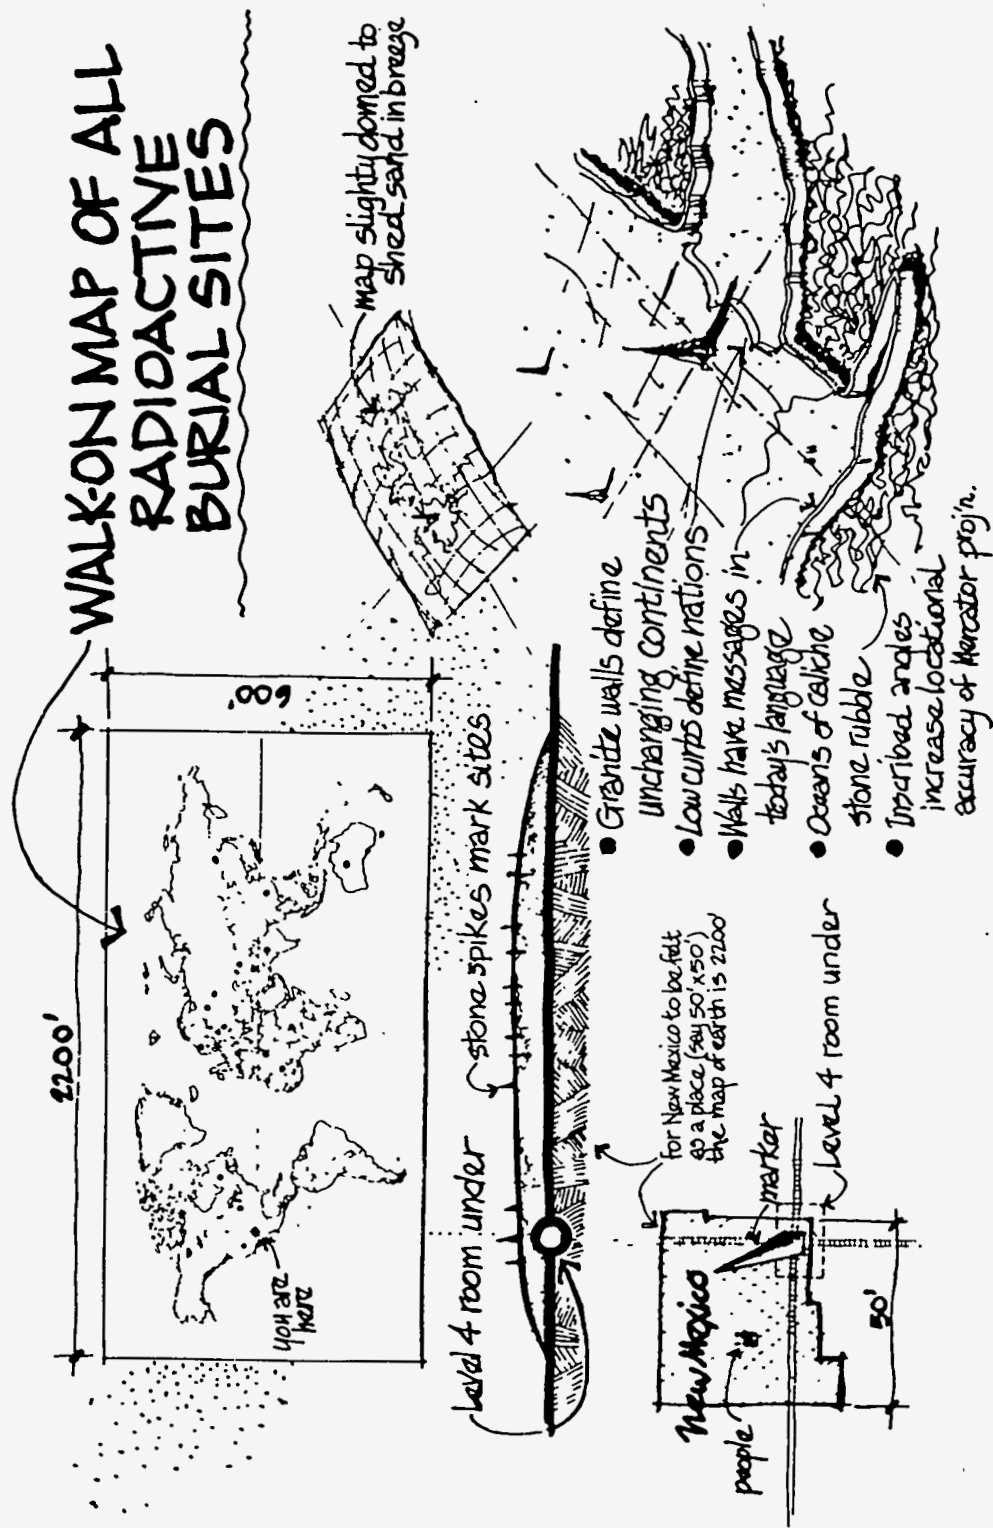 WALK-ON MAP OF ALL
RADIOACTIVE
BURIAL SITES
2200'
600'
you are
here
map slighty domed to
shed sand in breeze
Level 4 room under
stone spikes mark sites
• Granite walls define
unchanging continents
• Low curbs define nations
• Walls have messages in
today's language
• Oceans of caliche
stone rubble
• Inscribed angles
increase locational
accuracy of Mercator proj'n.
for New Mexico to be felt
as a place (say 50' x 50')
the map of earth is 2200'
New Mexico
marker
people
Level 4 room under
50'